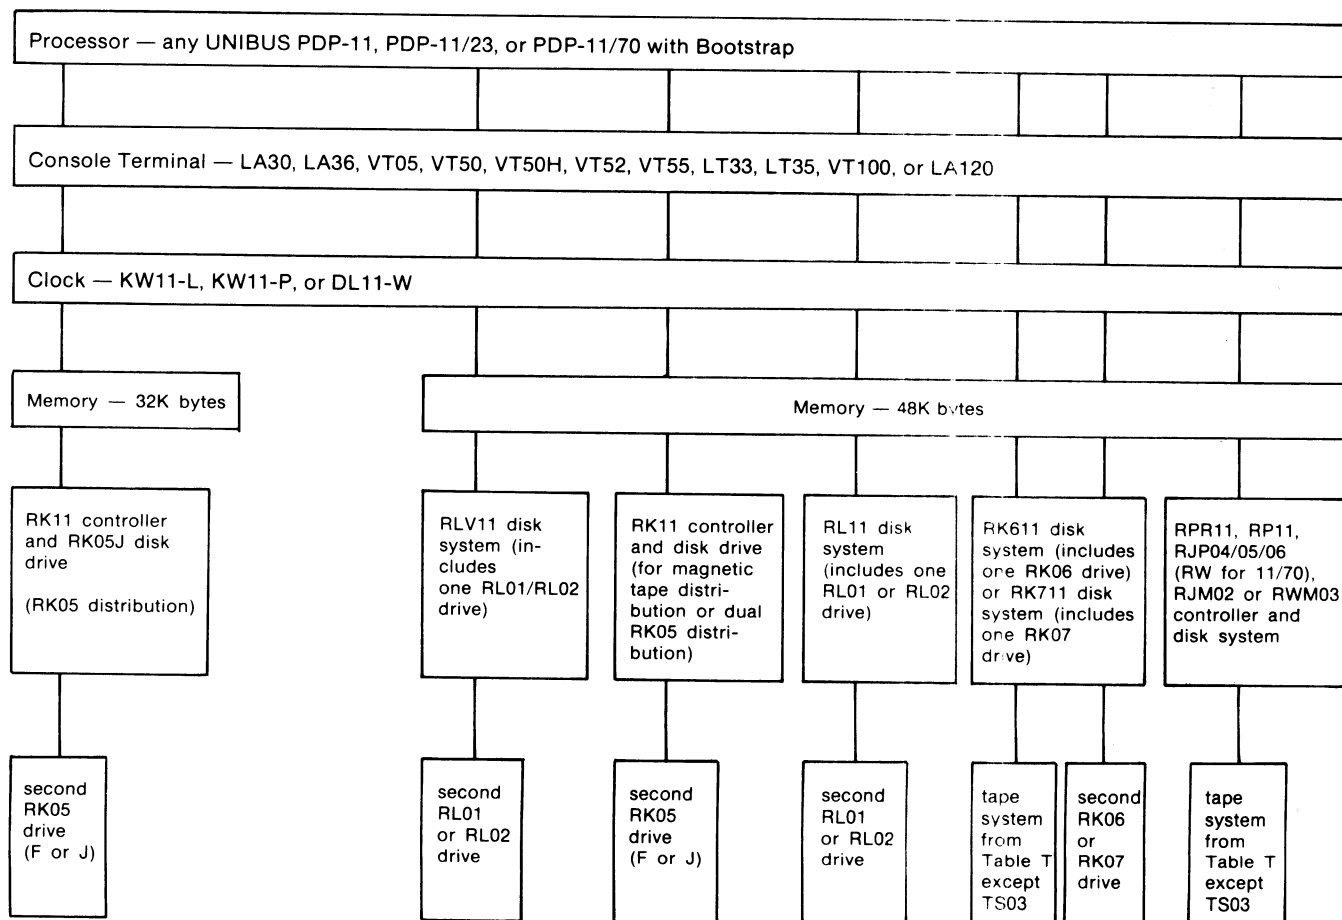 Processor — any UNIBUS PDP-11, PDP-11/23, or PDP-11/70 with Bootstrap
Console Terminal — LA30, LA36, VT05, VT50, VT50H, VT52, VT55, LT33, LT35, VT100, or LA120
Clock — KW11-L, KW11-P, or DL11-W
Memory — 32K bytes
Memory — 48K bytes
RK11 controller
and RK05J disk
drive
(RK05 distribution)
RLV11 disk
system (in-
cludes
one RL01/RL02
drive)
RK11 controller
and disk drive
(for magnetic
tape distri-
bution or dual
RK05 distri-
bution)
RL11 disk
system
(includes one
RL01 or RL02
drive)
RK611 disk
system (includes
one RK06 drive)
or RK711 disk
system (includes
one RK07
drive)
RPR11, RP11,
RJP04/05/06
(RW for 11/70),
RJM02 or RWM03
controller and
disk system
second
RK05
drive
(F or J)
second
RL01
or RL02
drive
second
RK05
drive
(F or J)
second
RL01
or RL02
drive
tape
system
from
Table T
except
TS03
second
RK06
or
RK07
drive
tape
system
from
Table T
except
TS03